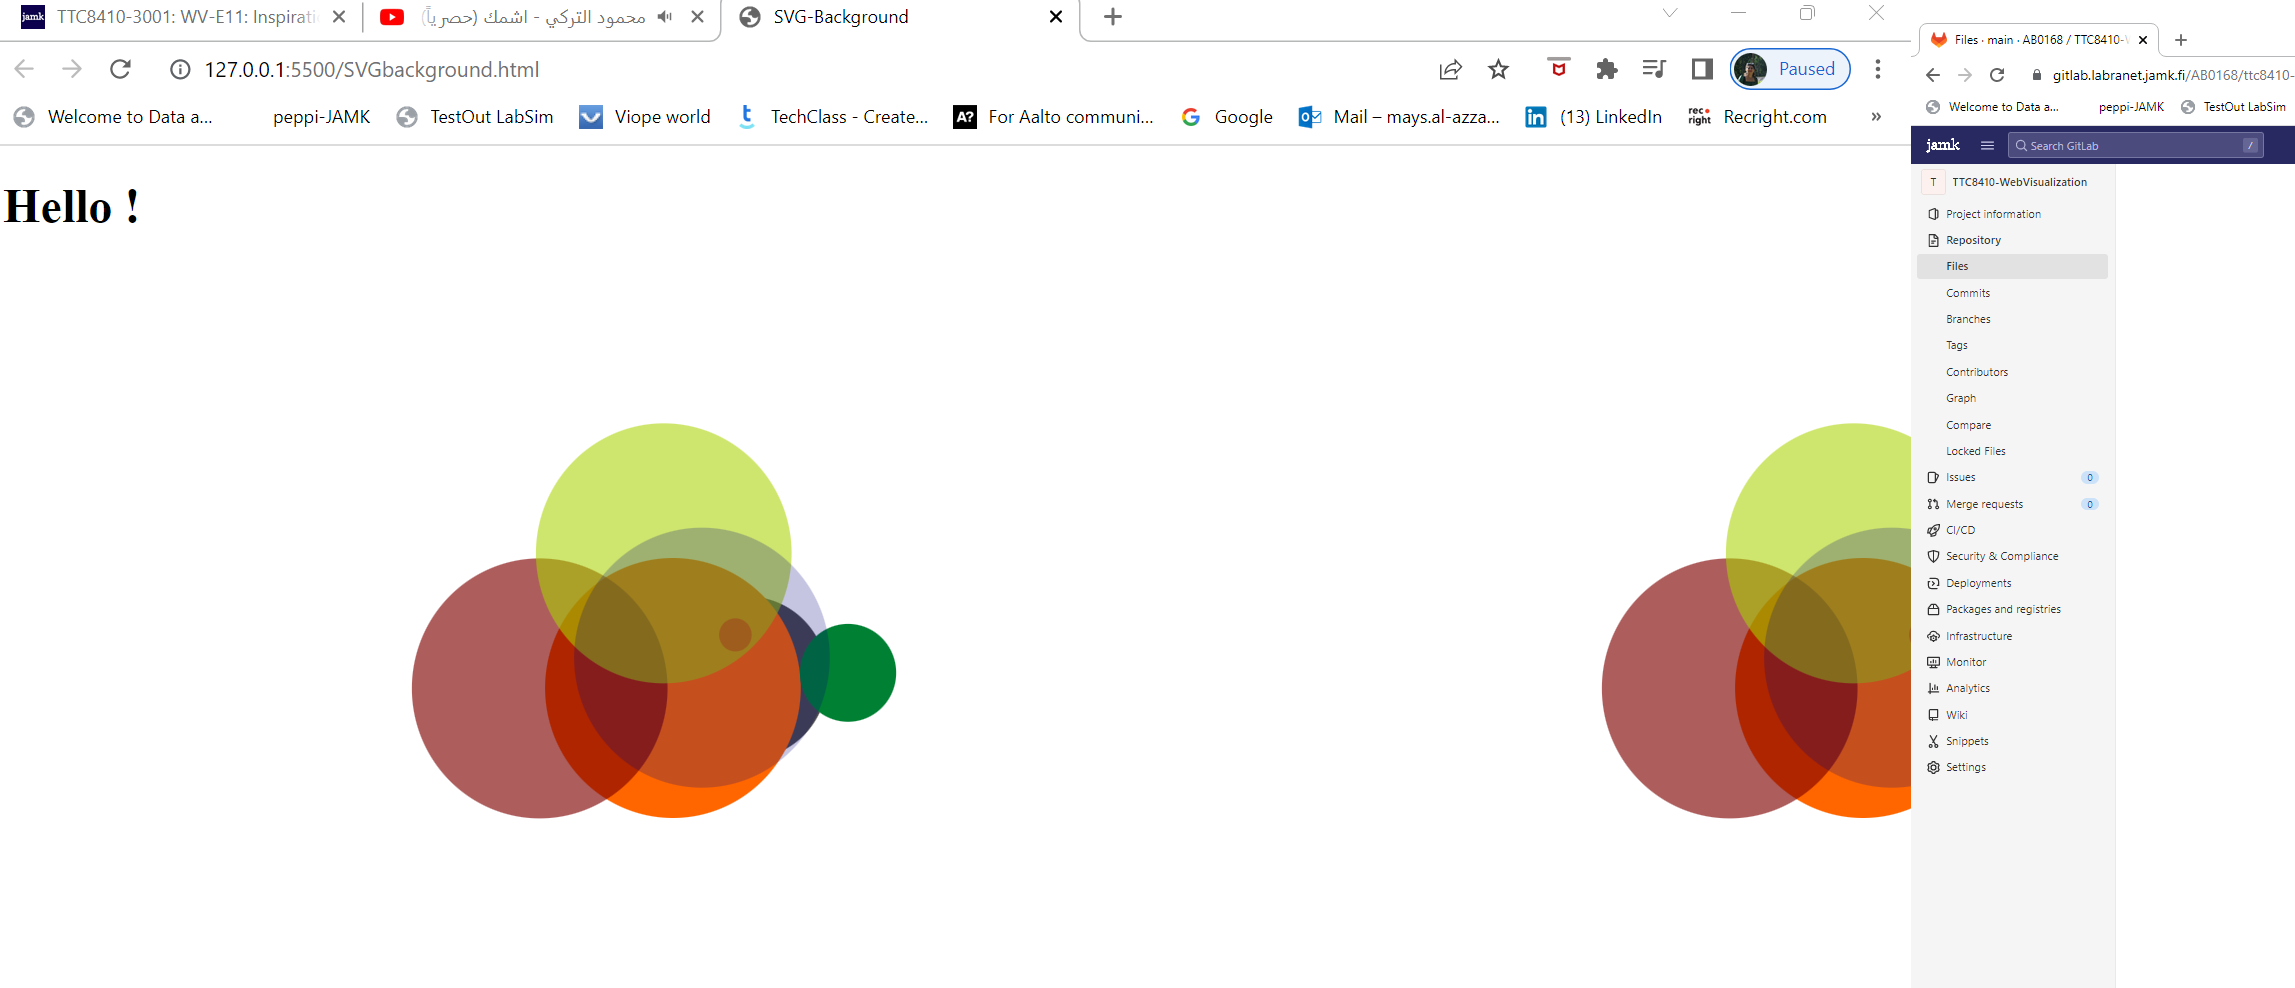 jamk TTC8410-3001: WV-E11: Inspirati
محمود التركي - اشمك (حصرياً)
SVG-Background
127.0.0.1:5500/SVGbackground.html
Paused
Welcome to Data a...
peppi-JAMK
TestOut LabSim
Viope world
TechClass - Create...
A? For Aalto communi...
Google
Mail – mays.al-azza...
(13) LinkedIn
rec right Recright.com
»
Hello !
Files · main · AB0168 / TTC8410-
gitlab.labranet.jamk.fi/AB0168/ttc8410-
Welcome to Data a...
peppi-JAMK
TestOut LabSim
jamk
Search GitLab /
T TTC8410-WebVisualization
Project information
Repository
Files
Commits
Branches
Tags
Contributors
Graph
Compare
Locked Files
Issues 0
Merge requests 0
CI/CD
Security & Compliance
Deployments
Packages and registries
Infrastructure
Monitor
Analytics
Wiki
Snippets
Settings